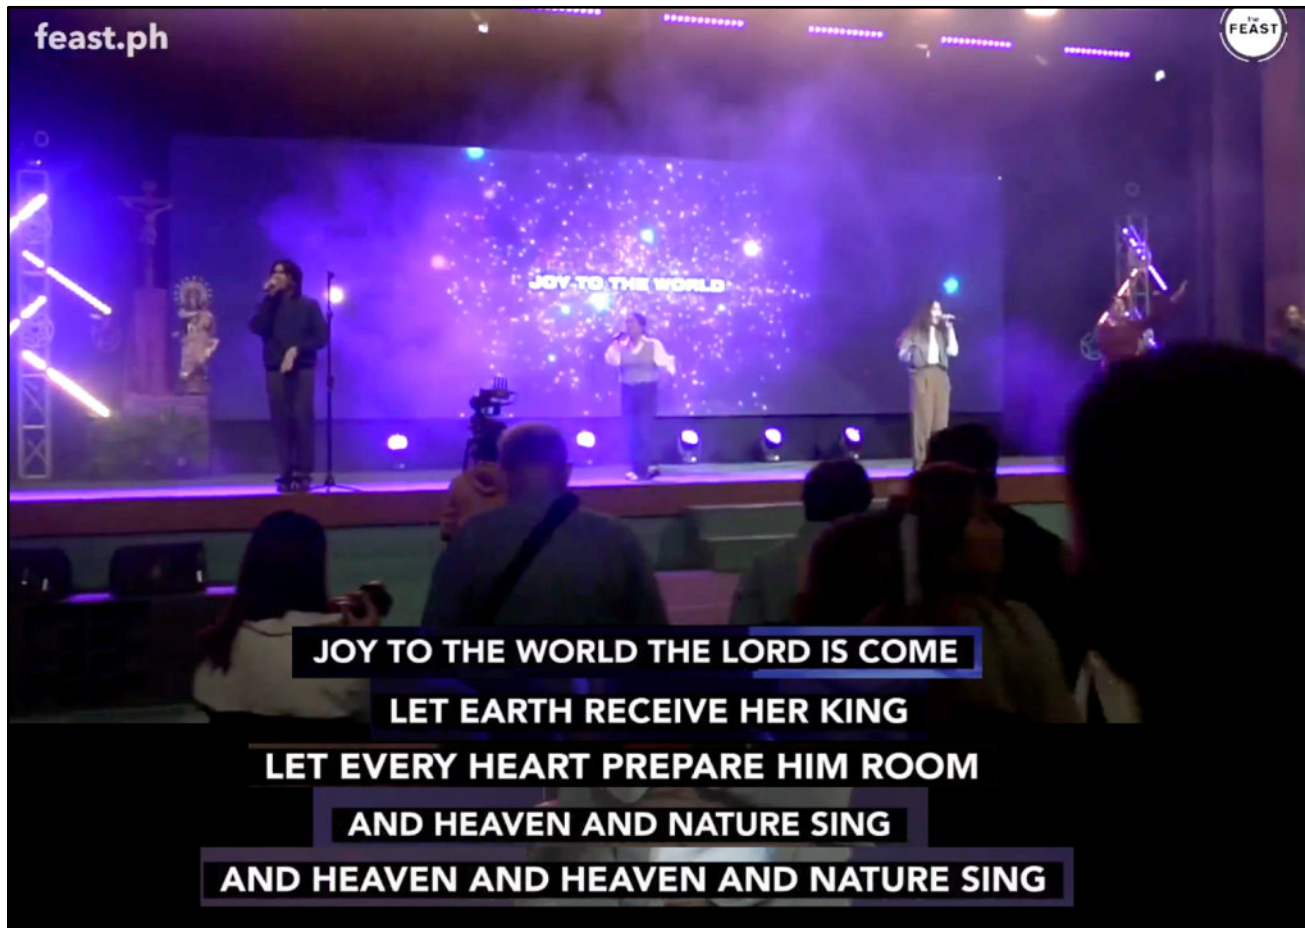 feast.ph
the
FEAST
JOY TO THE WORLD
JOY TO THE WORLD THE LORD IS COME
LET EARTH RECEIVE HER KING
LET EVERY HEART PREPARE HIM ROOM
AND HEAVEN AND NATURE SING
AND HEAVEN AND HEAVEN AND NATURE SING